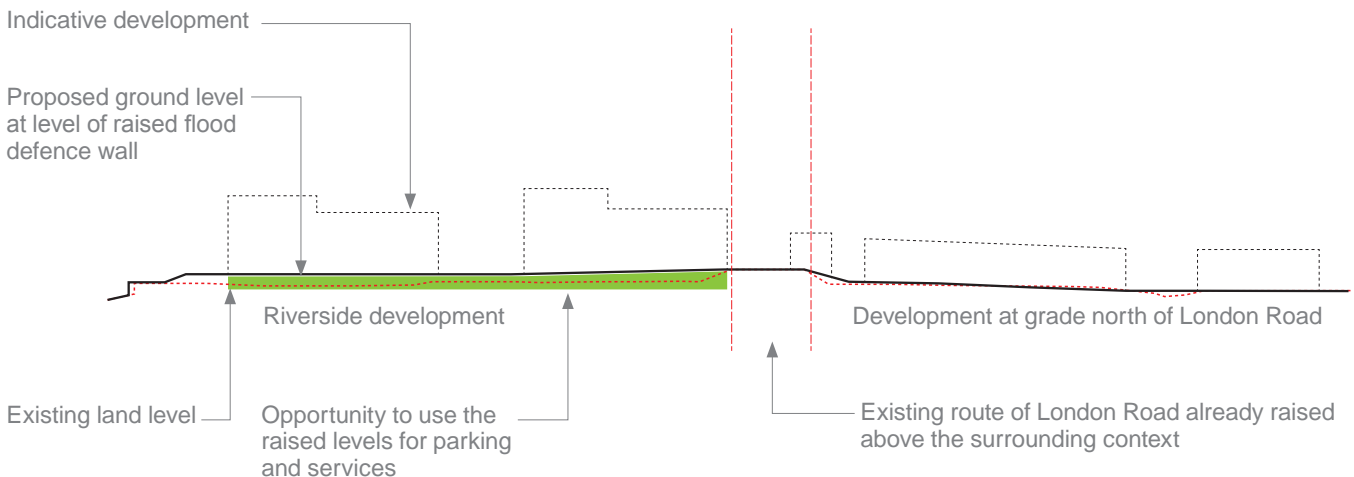 Indicative development
Proposed ground level
at level of raised flood
defence wall
Riverside development
Development at grade north of London Road
Existing land level
Opportunity to use the
raised levels for parking
and services
Existing route of London Road already raised
above the surrounding context